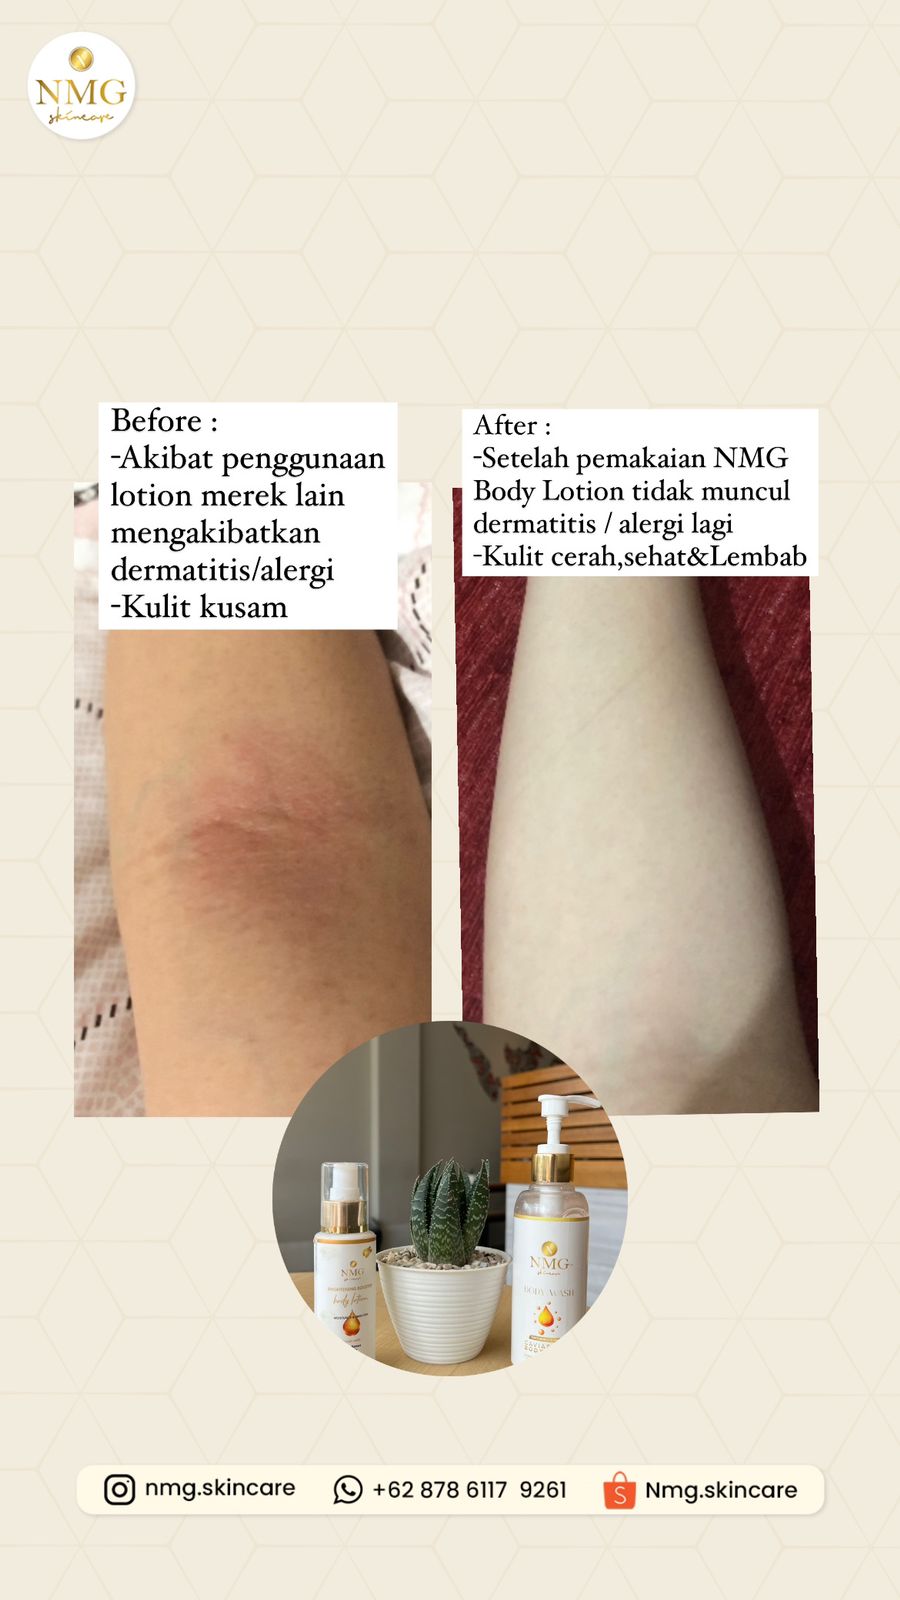 N
NMG
skincare
Before :
-Akibat penggunaan
lotion merek lain
mengakibatkan
dermatitis/alergi
-Kulit kusam
After :
-Setelah pemakaian NMG
Body Lotion tidak muncul
dermatitis / alergi lagi
-Kulit cerah,sehat&Lembab
NMG
skincare
body lotion
NMG
skincare
BODY WASH
nmg.skincare
+62 878 6117 9261
Nmg.skincare